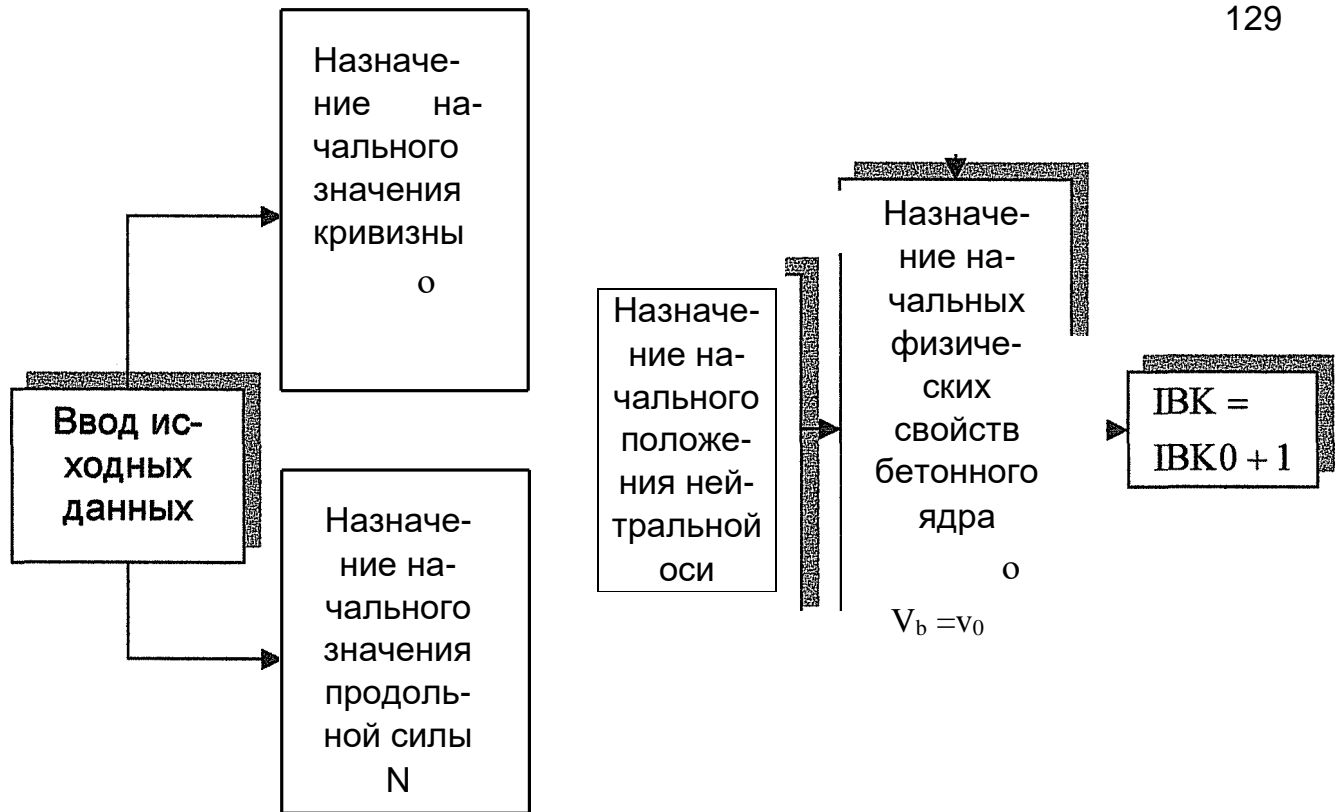 129
Ввод ис-
ходных
данных
Назначе-
ние на-
чального
значения
кривизны
о
Назначе-
ние на-
чального
значения
продоль-
ной силы
N
Назначе-
ние на-
чального
положе-
ния ней-
тральной
оси
Назначе-
ние на-
чальных
физиче-
ских
свойств
бетонного
ядра
о
Vb =v0
IBK =
IBK0 + 1